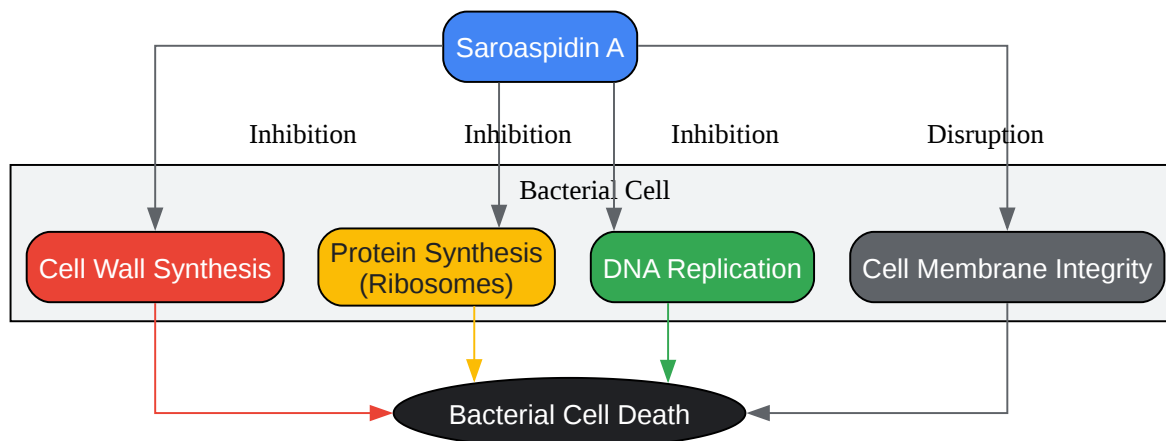 Saroaspidin A
Inhibition
Inhibition
Inhibition
Disruption
Bacterial Cell
Cell Wall Synthesis
Protein Synthesis
(Ribosomes)
DNA Replication
Cell Membrane Integrity
Bacterial Cell Death